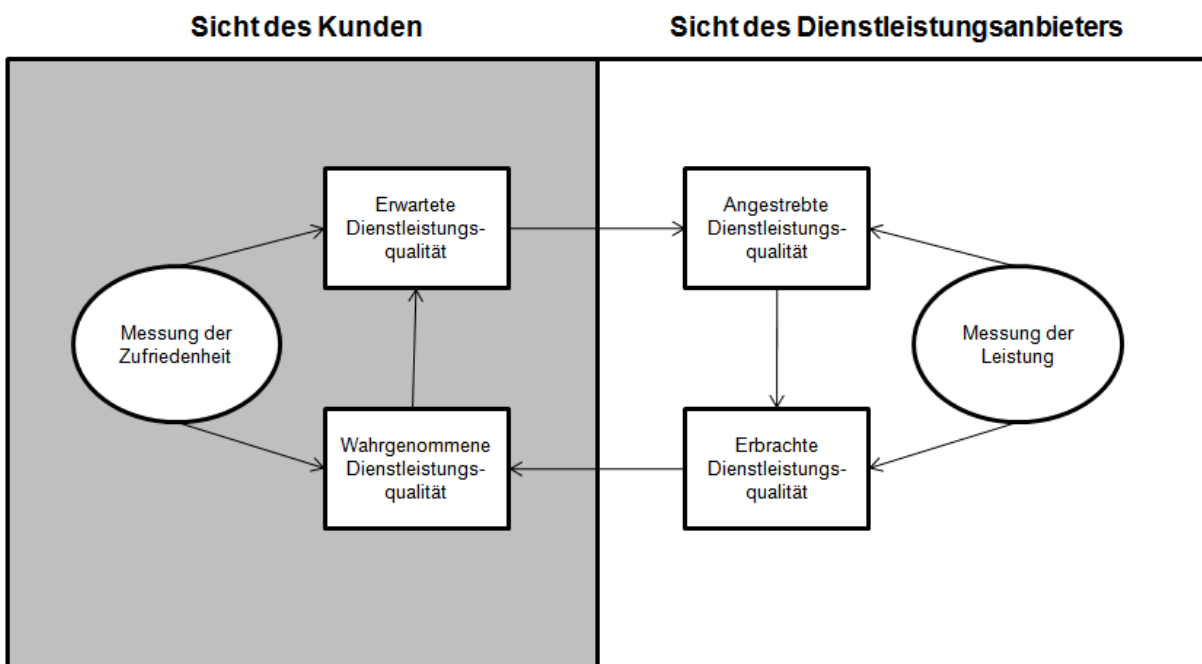 Sicht des Kunden
Sicht des Dienstleistungsanbieters
Erwartete
Dienstleistungs-
qualität
Angestrebte
Dienstleistungs-
qualität
Messung der
Zufriedenheit
Messung der
Leistung
Wahrgenommene
Dienstleistungs-
qualität
Erbrachte
Dienstleistungs-
qualität